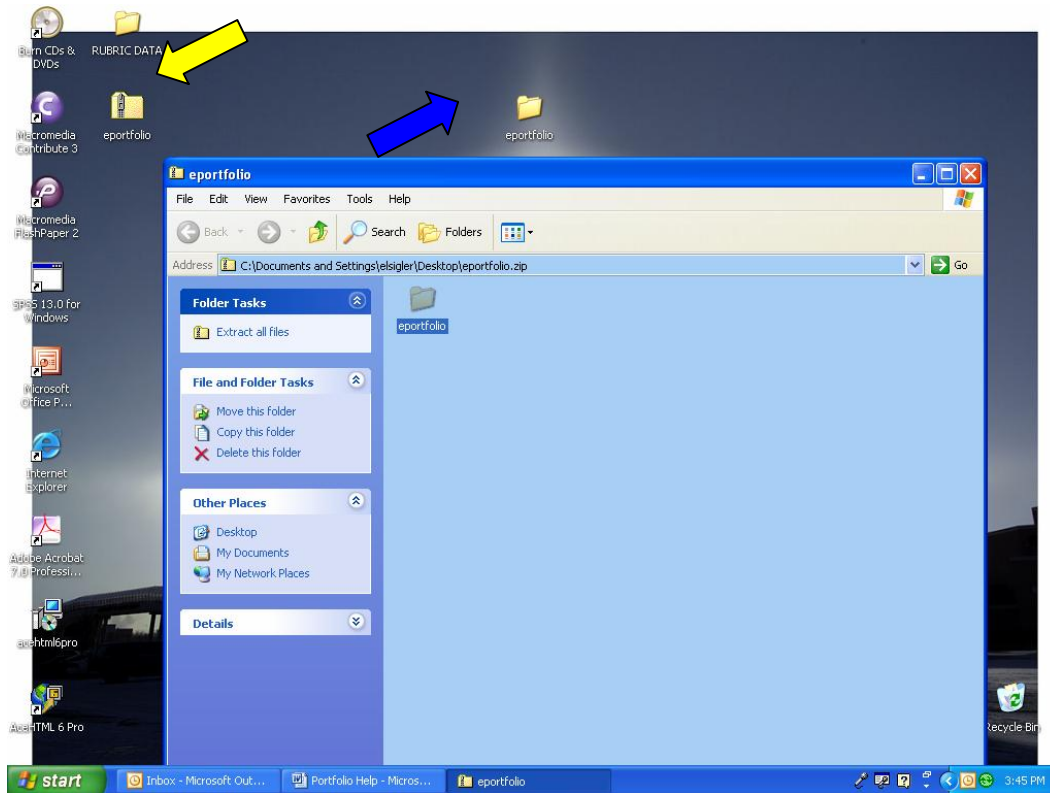 Burn CDs &
DVDs
RUBRIC DATA
Macromedia
Contribute 3
eportfolio
eportfolio
Macromedia
FlashPaper 2
SPSS 13.0 for
Windows
Microsoft
Office P...
Internet
Explorer
Adobe Acrobat
7.0 Professi...
acehtml6pro
AceHTML 6 Pro
eportfolio
File Edit View Favorites Tools Help
Back Search Folders
Address C:\Documents and Settings\elsigler\Desktop\eportfolio.zip Go
Folder Tasks
Extract all files
File and Folder Tasks
Move this folder
Copy this folder
Delete this folder
Other Places
Desktop
My Documents
My Network Places
Details
eportfolio
Recycle Bin
start Inbox - Microsoft Out... Portfolio Help - Micros... eportfolio 3:45 PM